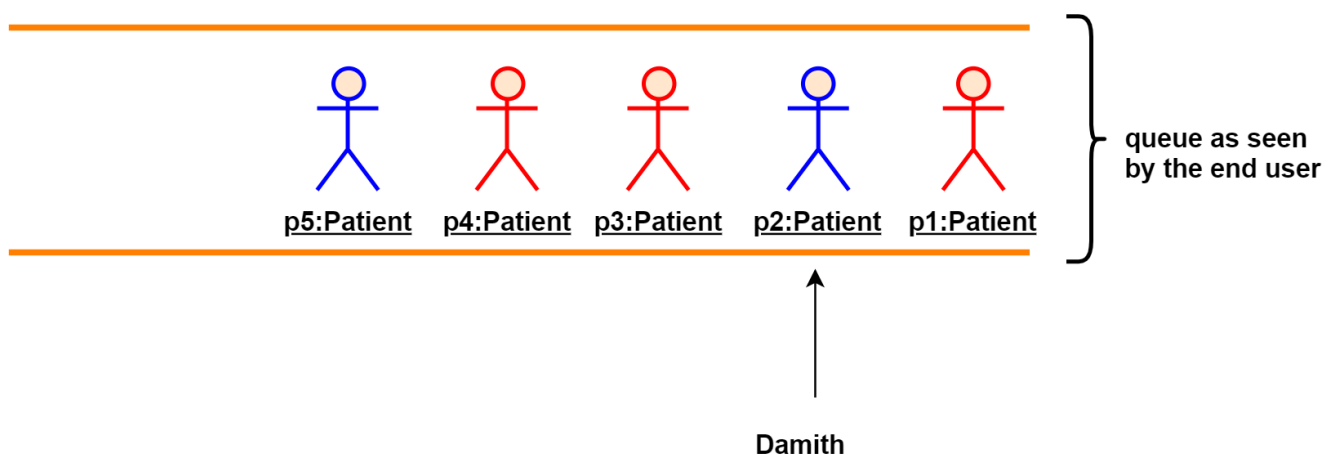 p5:Patient p4:Patient p3:Patient p2:Patient p1:Patient
queue as seen
by the end user
Damith